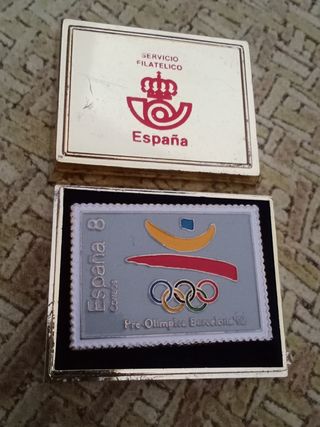 SERVICIO
FILATELICO
España
España 8
CORREOS
Pre-Olímpica Barcelona '92